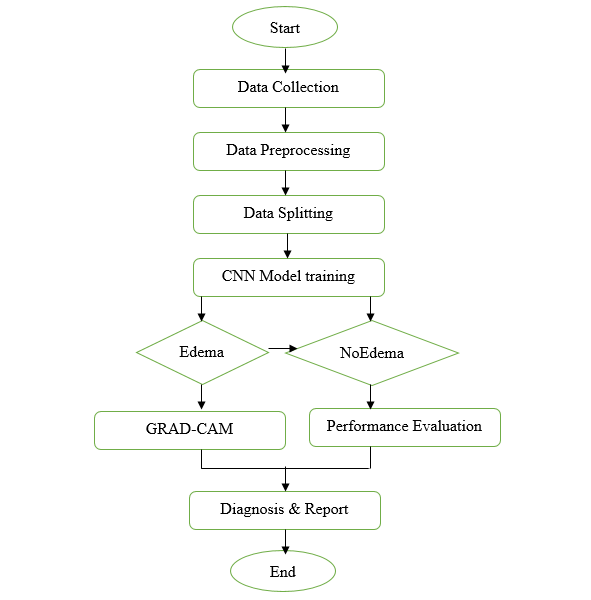 Start
Data Collection
Data Preprocessing
Data Splitting
CNN Model training
Edema
NoEdema
GRAD-CAM
Performance Evaluation
Diagnosis & Report
End